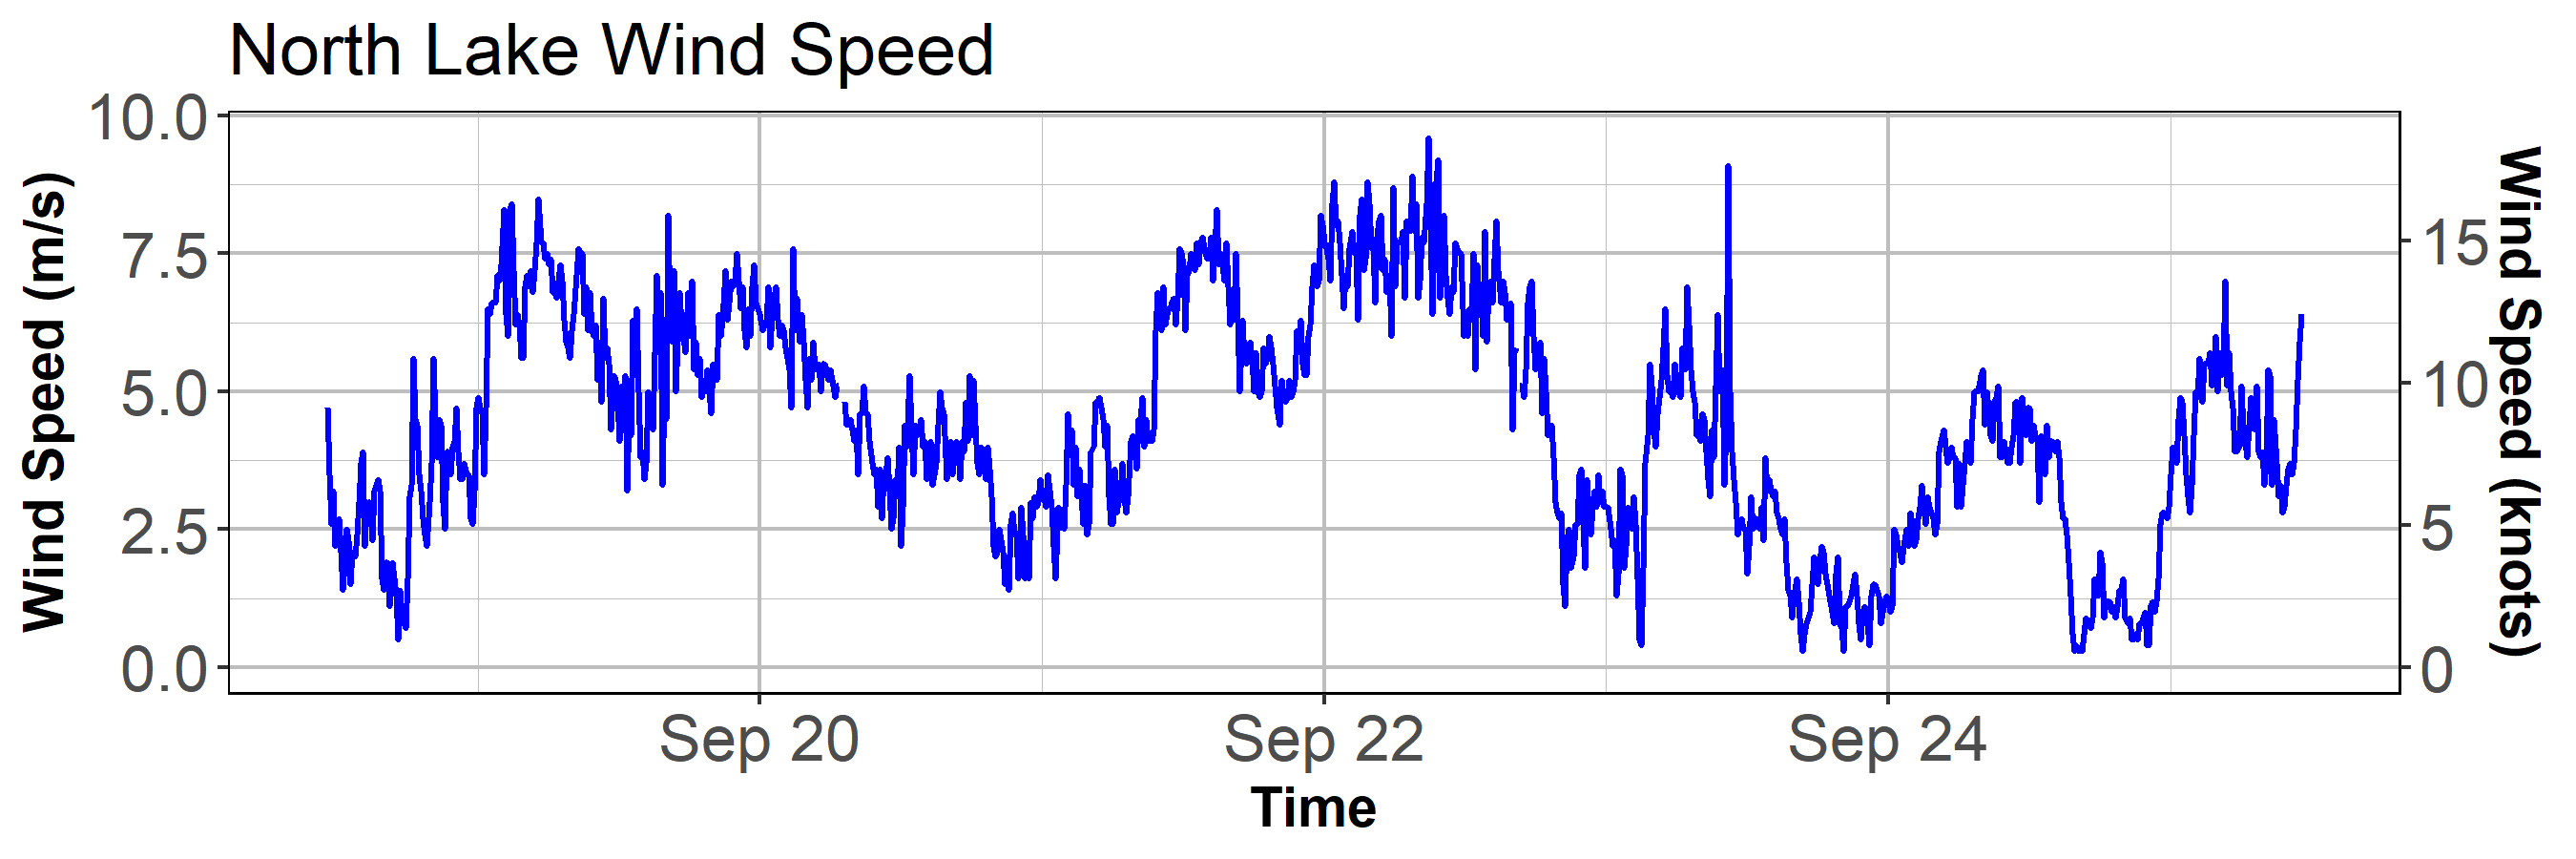 North Lake Wind Speed
Wind Speed (m/s)
10.0
7.5
5.0
2.5
0.0
Wind Speed (knots)
15
10
5
0
Sep 20
Sep 22
Sep 24
Time